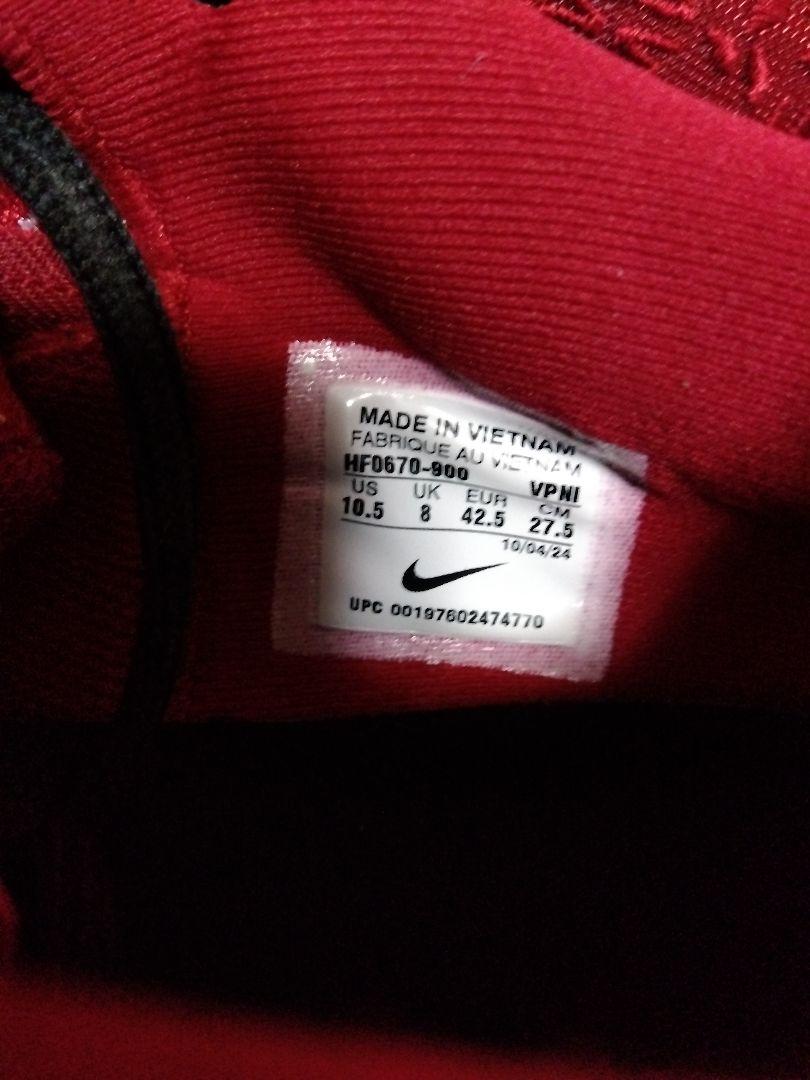 MADE IN VIETNAM
FABRIQUE AU VIETNAM
HF0670-900 VPNI
US UK EUR CM
10.5 8 42.5 27.5
10/04/24
UPC 00197602474770